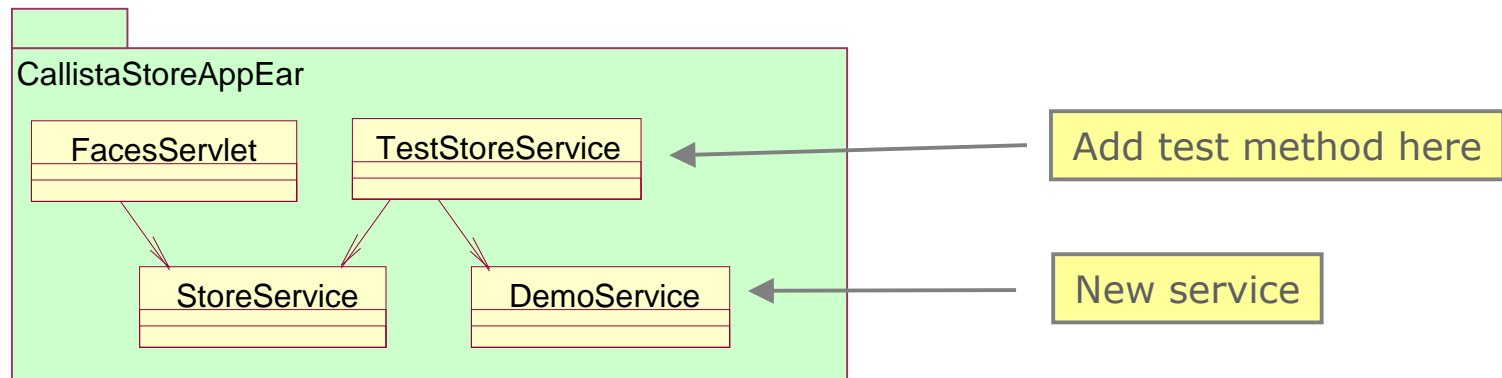 CallistaStoreAppEar
FacesServlet
TestStoreService
Add test method here
StoreService
DemoService
New service